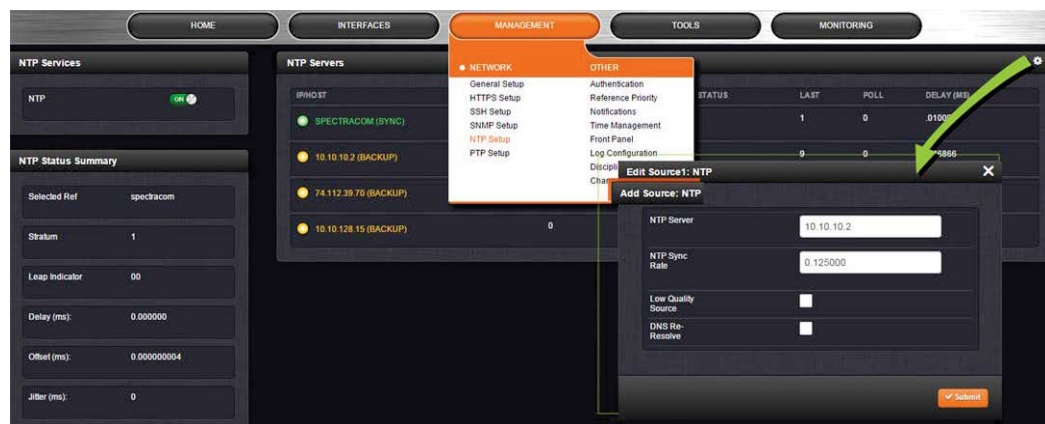 HOME
INTERFACES
MANAGEMENT
TOOLS
MONITORING
NTP Services
NTP
ON
NTP Status Summary
Selected Ref spectracom
Stratum 1
Leap Indicator 00
Delay (ms): 0.000000
Offset (ms): 0.000000004
Jitter (ms): 0
NTP Servers
IP/HOST STATUS LAST POLL DELAY (MS)
SPECTRACOM (SYNC) 1 0
10.10.10.2 (BACKUP) 9 0
74.112.39.70 (BACKUP)
10.10.128.15 (BACKUP) 0
NETWORK
General Setup
HTTPS Setup
SSH Setup
SNMP Setup
NTP Setup
PTP Setup
OTHER
Authentication
Reference Priority
Notifications
Time Management
Front Panel
Log Configuration
Edit Source1: NTP
Add Source: NTP
NTP Server 10.10.10.2
NTP Sync
Rate 0.125000
Low Quality
Source
DNS Re-
Resolve
Submit